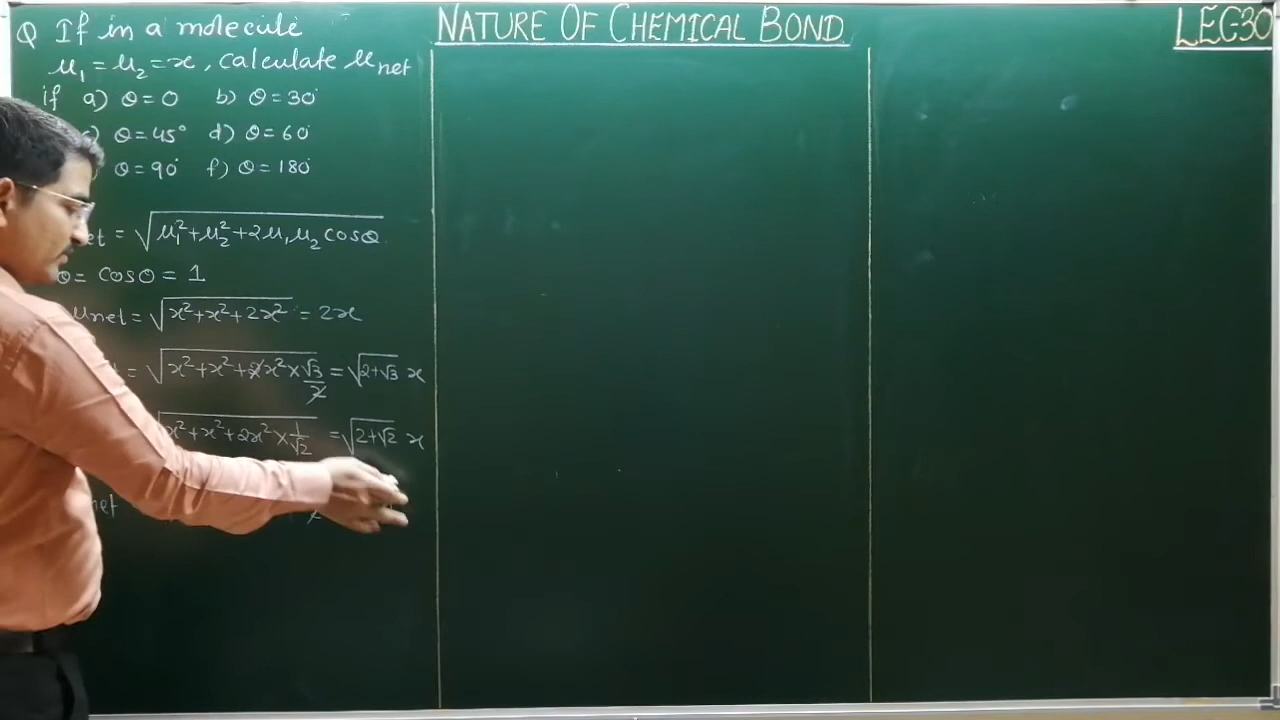 NATURE OF CHEMICAL BOND
LEC30
Q If in a molecule
μ₁ = μ₂ = x, calculate μnet
if a) θ = 0 b) θ = 30°
c) θ = 45° d) θ = 60°
θ = 90° f) θ = 180°
et = √(μ₁² + μ₂² + 2μ₁μ₂ cosθ)
θ = cosθ = 1
μnet = √(x² + x² + 2x²) = 2x
= √(x² + x² + 2x² × √3/2) = √(2+√3) x
√(x² + x² + 2x² × 1/√2) = √(2+√2) x
net